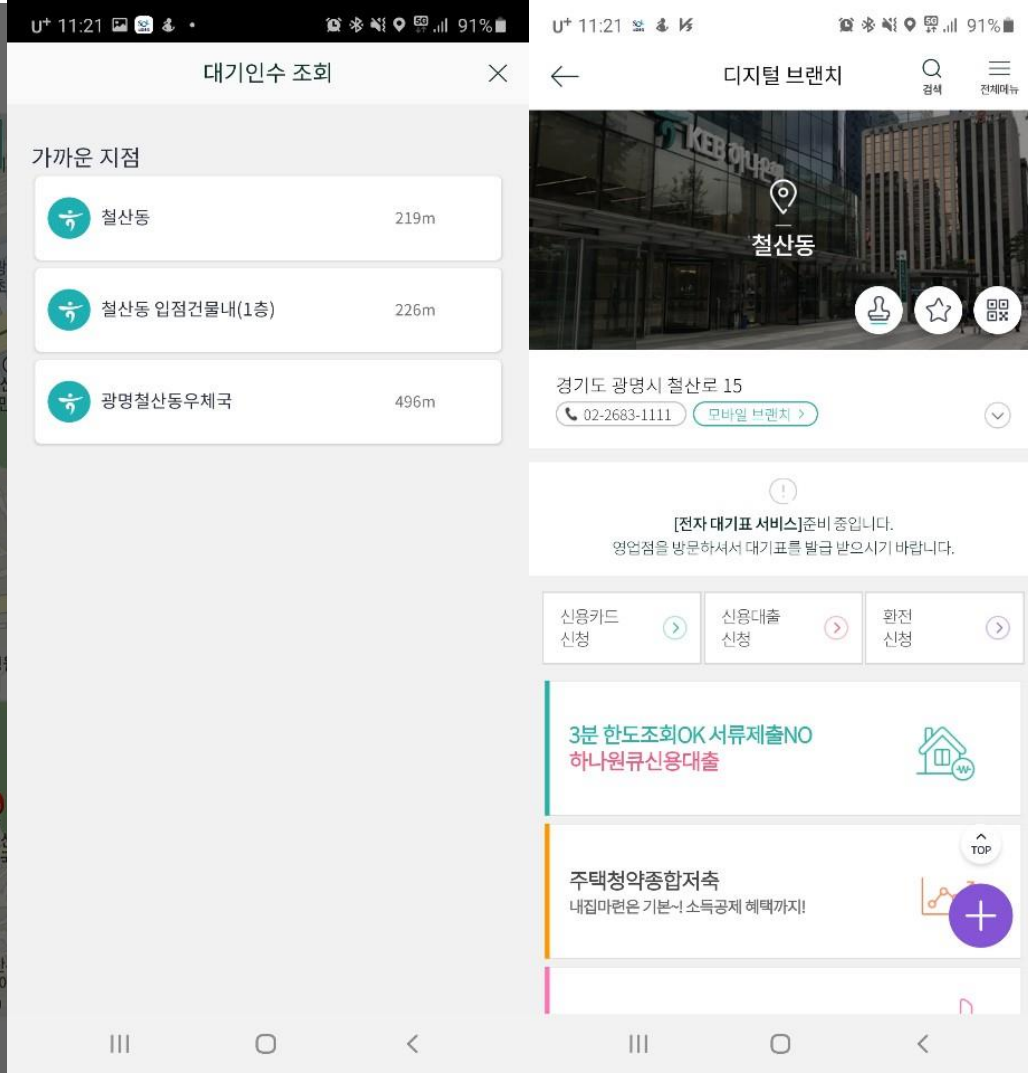 U+ 11:21
91%
대기인수 조회
가까운 지점
철산동
219m
철산동 입점건물내(1층)
226m
광명철산동우체국
496m
U+ 11:21
91%
디지털 브랜치
검색
전체메뉴
KEB 하나은행
철산동
경기도 광명시 철산로 15
02-2683-1111
모바일 브랜치 >
[전자 대기표 서비스]준비 중입니다.
영업점을 방문하셔서 대기표를 발급 받으시기 바랍니다.
신용카드
신청
신용대출
신청
환전
신청
3분 한도조회OK 서류제출NO
하나원큐신용대출
TOP
주택청약종합저축
내집마련은 기본~! 소득공제 혜택까지!